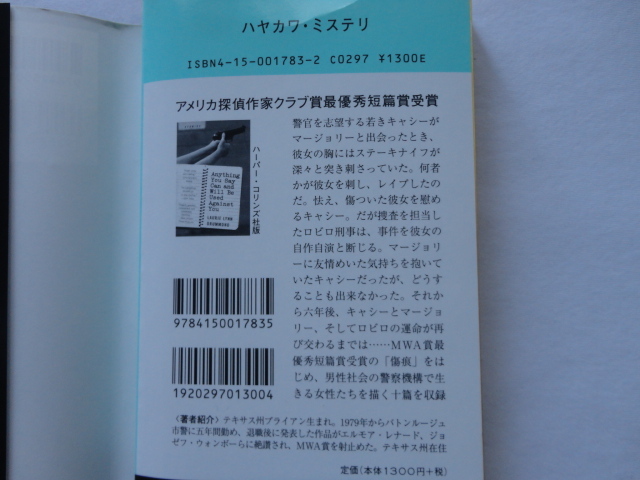 ハヤカワ・ミステリ
ISBN4-15-001783-2 C0297 ¥1300E
アメリカ探偵作家クラブ賞最優秀短篇賞受賞
Anything
You Say
Can and
Will Be
Used
Against
You
LAURIE LYNN
DRUMMOND
ハーパー・コリンズ社版
警官を志望する若きキャシーが
マージョリーと出会ったとき、
彼女の胸にはステーキナイフが
深々と突き刺さっていた。何者
かが彼女を刺し、レイプしたの
だ。怯え、傷ついた彼女を慰め
るキャシー。だが捜査を担当し
たロビロ刑事は、事件を彼女の
自作自演と断じる。マージョリ
ーに友情めいた気持ちを抱いて
いたキャシーだったが、どうす
ることも出来なかった。それか
ら六年後、キャシーとマージョ
リー、そしてロビロの運命が再
び交わるまでは……MWA賞最
優秀短篇賞受賞の「傷痕」をは
じめ、男性社会の警察機構で生
きる女性たちを描く十篇を収録
9784150017835
1920297013004
〈著者紹介〉テキサス州ブライアン生まれ。1979年からバトンルージュ
市警に五年間勤め、退職後に発表した作品がエルモア・レナード、ジョ
ゼフ・ウォンボーらに絶讃され、MWA賞を射止めた。テキサス州在住
定価(本体1300円+税)